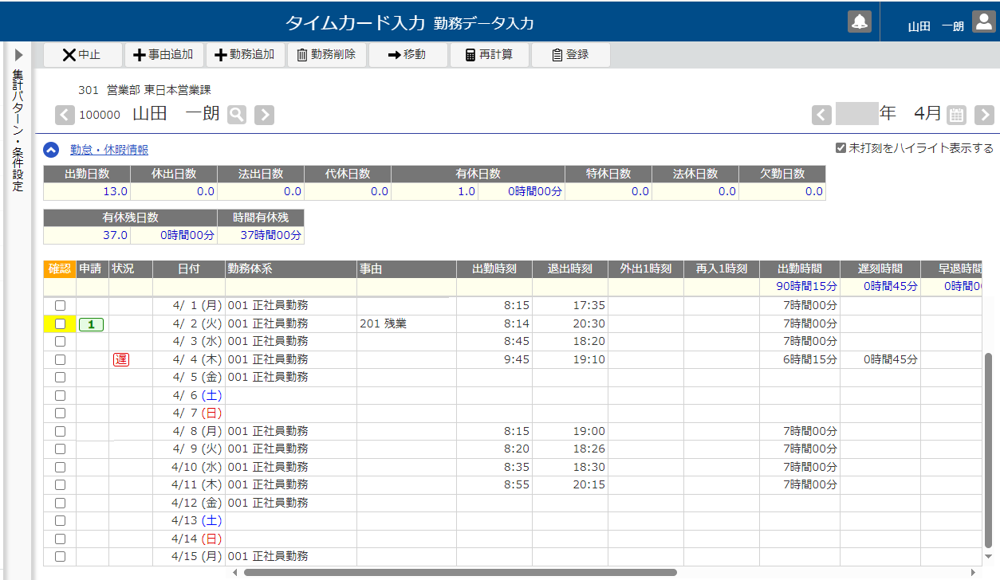 タイムカード入力 勤務データ入力
山田 一朗
中止 事由追加 勤務追加 勤務削除 移動 再計算 登録
集計パターン・条件設定
301 営業部 東日本営業課
100000 山田 一朗 年 4月
勤怠・休暇情報
未打刻をハイライト表示する
出勤日数 休出日数 法出日数 代休日数 有休日数 特休日数 法休日数 欠勤日数
13.0 0.0 0.0 0.0 1.0 0時間00分 0.0 0.0 0.0
有休残日数 時間有休残
37.0 0時間00分 37時間00分
確認 申請 状況 日付 勤務体系 事由 出勤時刻 退出時刻 外出1時刻 再入1時刻 出勤時間 遅刻時間 早退時間
90時間15分 0時間45分 0時間0
4/ 1 (月) 001 正社員勤務 8:15 17:35 7時間00分
1 4/ 2 (火) 001 正社員勤務 201 残業 8:14 20:30 7時間00分
4/ 3 (水) 001 正社員勤務 8:45 18:20 7時間00分
遅 4/ 4 (木) 001 正社員勤務 9:45 19:10 6時間15分 0時間45分
4/ 5 (金) 001 正社員勤務
4/ 6 (土)
4/ 7 (日)
4/ 8 (月) 001 正社員勤務 8:15 19:00 7時間00分
4/ 9 (火) 001 正社員勤務 8:20 18:26 7時間00分
4/10 (水) 001 正社員勤務 8:35 18:30 7時間00分
4/11 (木) 001 正社員勤務 8:55 20:15 7時間00分
4/12 (金) 001 正社員勤務
4/13 (土)
4/14 (日)
4/15 (月) 001 正社員勤務